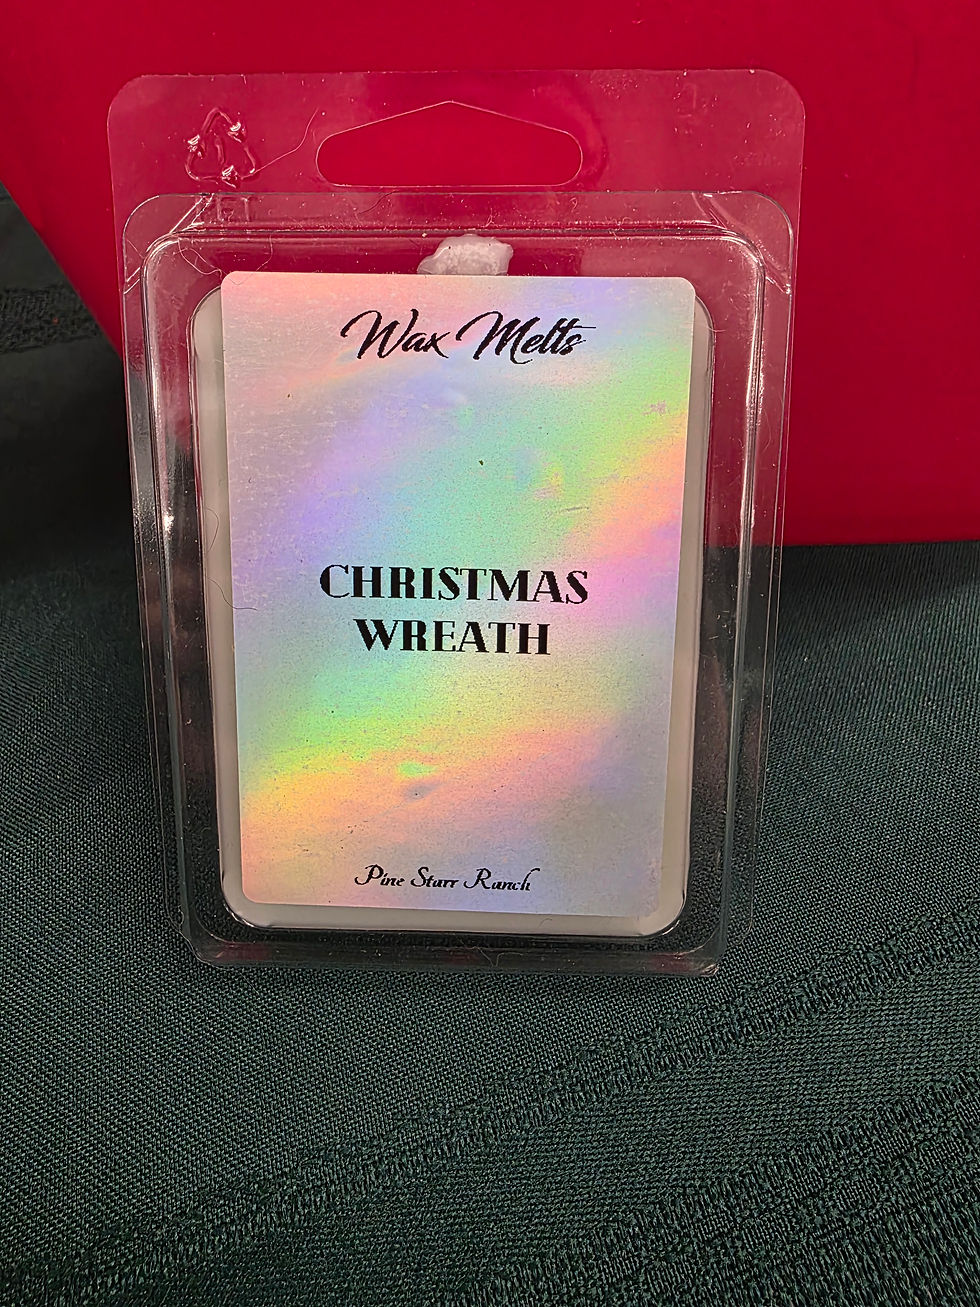 Wax Melts
CHRISTMAS
WREATH
Pine Starr Ranch